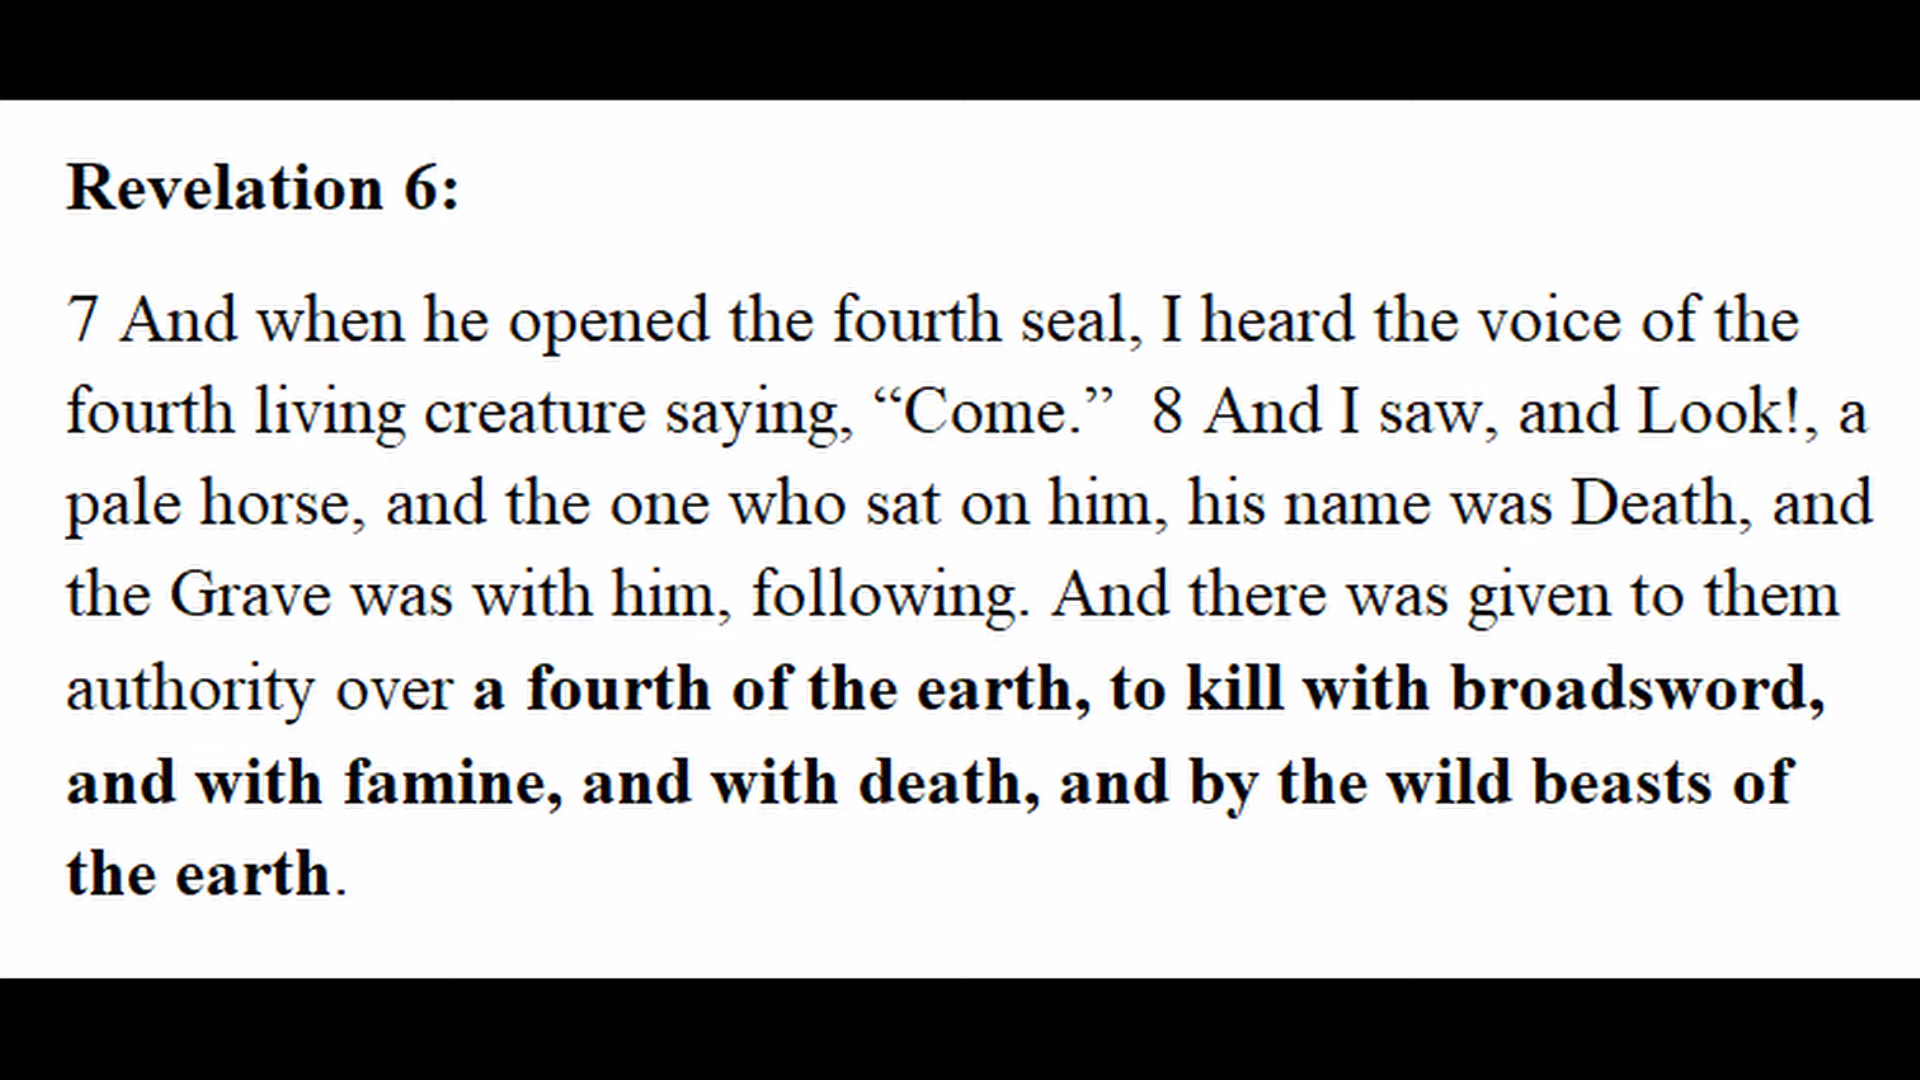 Revelation 6:
7 And when he opened the fourth seal, I heard the voice of the
fourth living creature saying, “Come.”  8 And I saw, and Look!, a
pale horse, and the one who sat on him, his name was Death, and
the Grave was with him, following. And there was given to them
authority over a fourth of the earth, to kill with broadsword,
and with famine, and with death, and by the wild beasts of
the earth.